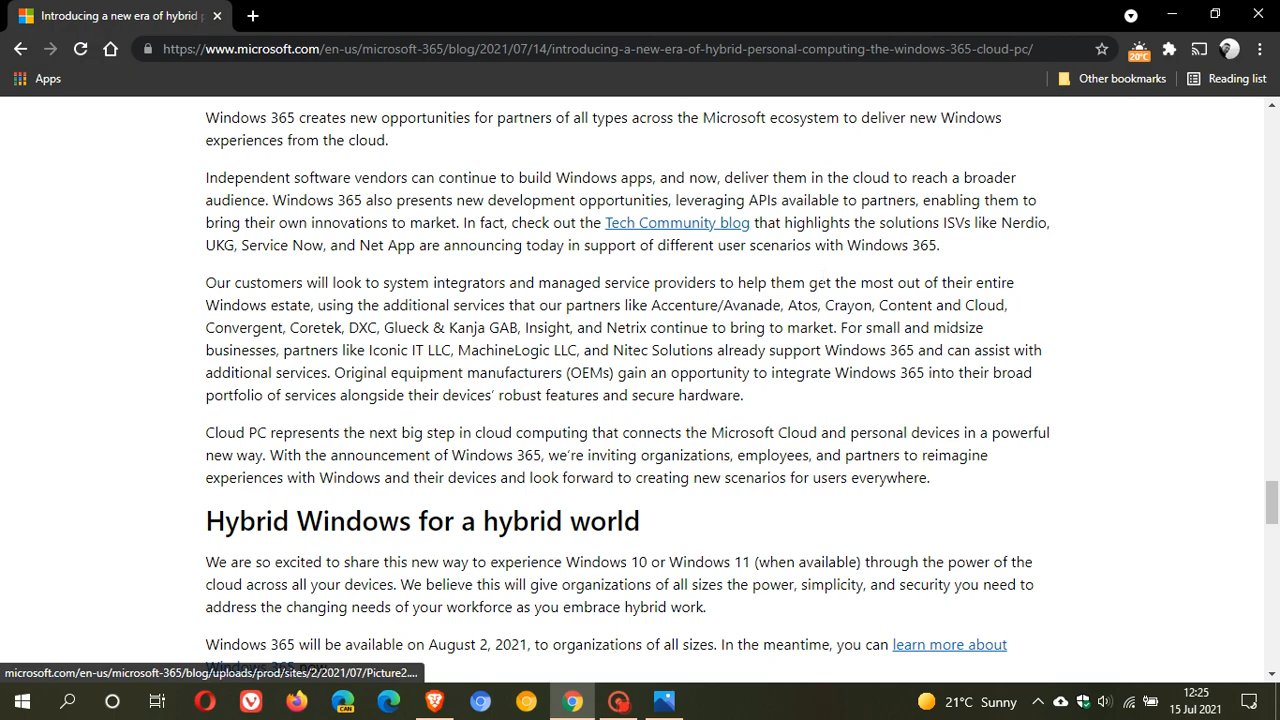 Introducing a new era of hybrid p
https://www.microsoft.com/en-us/microsoft-365/blog/2021/07/14/introducing-a-new-era-of-hybrid-personal-computing-the-windows-365-cloud-pc/
20°C
Apps
Other bookmarks
Reading list
Windows 365 creates new opportunities for partners of all types across the Microsoft ecosystem to deliver new Windows
experiences from the cloud.
Independent software vendors can continue to build Windows apps, and now, deliver them in the cloud to reach a broader
audience. Windows 365 also presents new development opportunities, leveraging APIs available to partners, enabling them to
bring their own innovations to market. In fact, check out the Tech Community blog that highlights the solutions ISVs like Nerdio,
UKG, Service Now, and Net App are announcing today in support of different user scenarios with Windows 365.
Our customers will look to system integrators and managed service providers to help them get the most out of their entire
Windows estate, using the additional services that our partners like Accenture/Avanade, Atos, Crayon, Content and Cloud,
Convergent, Coretek, DXC, Glueck & Kanja GAB, Insight, and Netrix continue to bring to market. For small and midsize
businesses, partners like Iconic IT LLC, MachineLogic LLC, and Nitec Solutions already support Windows 365 and can assist with
additional services. Original equipment manufacturers (OEMs) gain an opportunity to integrate Windows 365 into their broad
portfolio of services alongside their devices’ robust features and secure hardware.
Cloud PC represents the next big step in cloud computing that connects the Microsoft Cloud and personal devices in a powerful
new way. With the announcement of Windows 365, we’re inviting organizations, employees, and partners to reimagine
experiences with Windows and their devices and look forward to creating new scenarios for users everywhere.
Hybrid Windows for a hybrid world
We are so excited to share this new way to experience Windows 10 or Windows 11 (when available) through the power of the
cloud across all your devices. We believe this will give organizations of all sizes the power, simplicity, and security you need to
address the changing needs of your workforce as you embrace hybrid work.
Windows 365 will be available on August 2, 2021, to organizations of all sizes. In the meantime, you can learn more about
microsoft.com/en-us/microsoft-365/blog/uploads/prod/sites/2/2021/07/Picture2....
CAN
21°C Sunny
12:25
15 Jul 2021